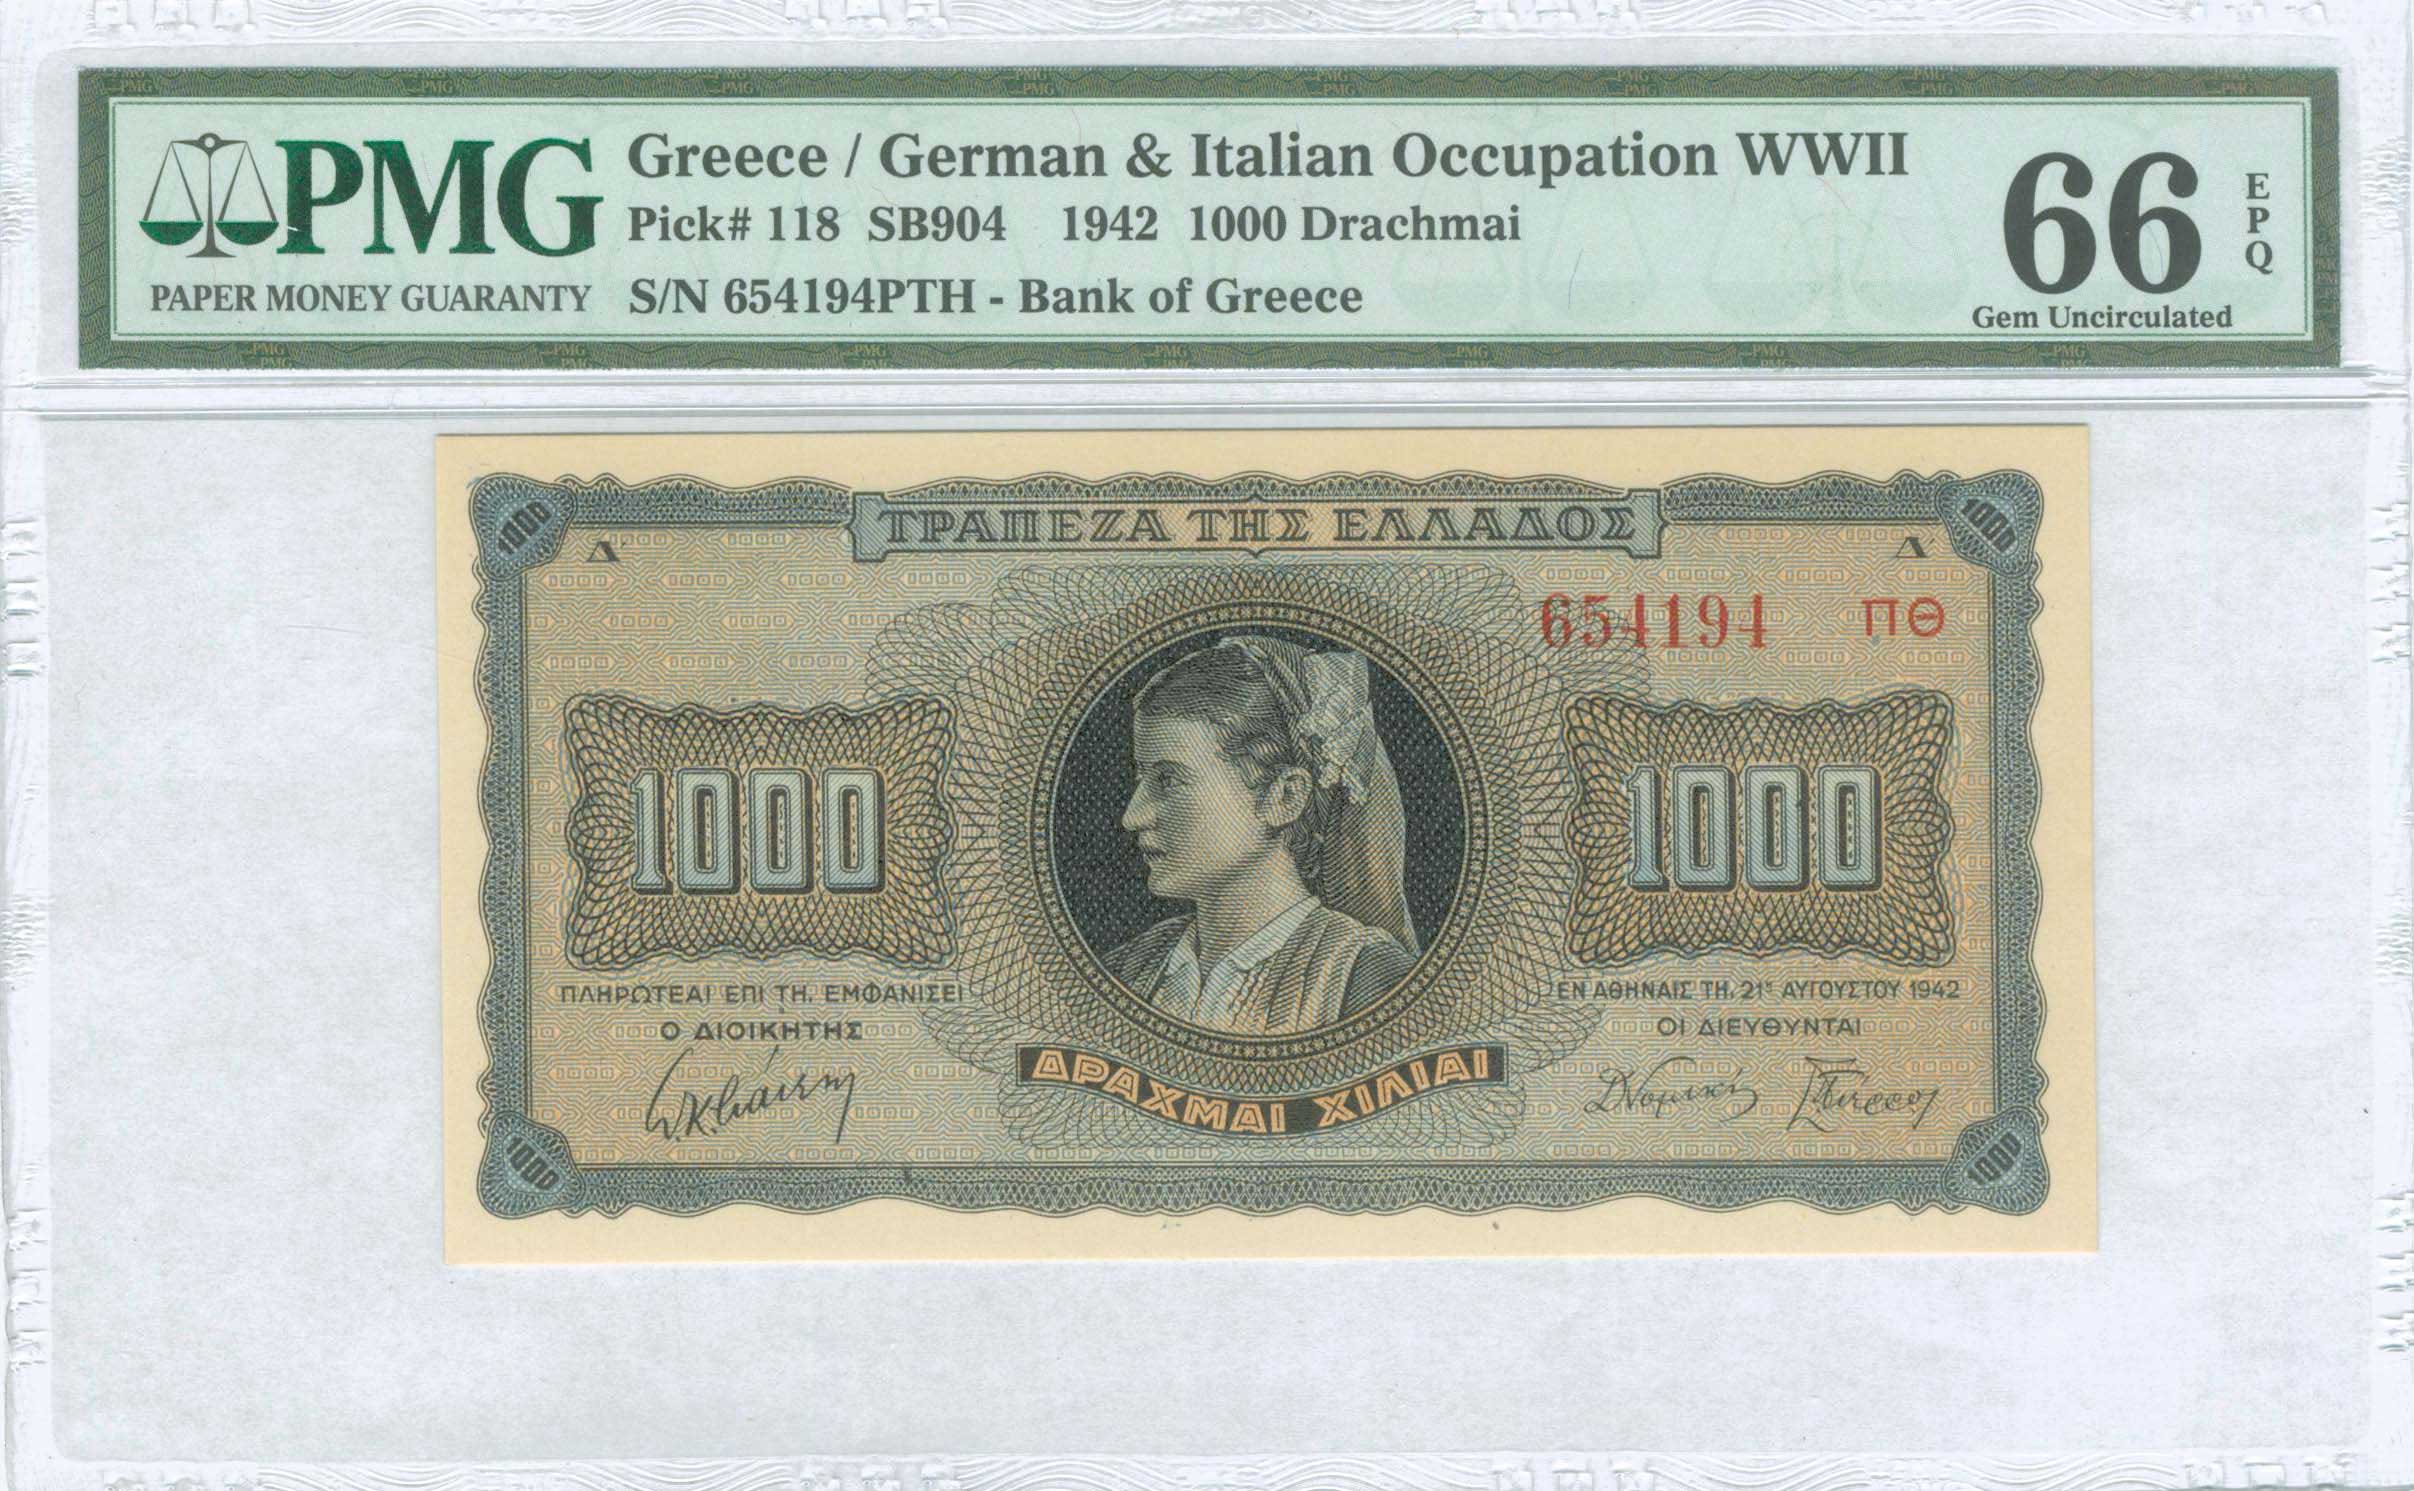 PMG
PAPER MONEY GUARANTY
Greece / German & Italian Occupation WWII
Pick# 118 SB904 1942 1000 Drachmai
S/N 654194PTH - Bank of Greece
66
EPQ
Gem Uncirculated
1000 1000
ΤΡΑΠΕΖΑ ΤΗΣ ΕΛΛΑΔΟΣ
Δ Δ
654194 ΠΘ
1000 1000
ΠΛΗΡΩΤΕΑΙ ΕΠΙ ΤΗ. ΕΜΦΑΝΙΣΕΙ
Ο ΔΙΟΙΚΗΤΗΣ
ΕΝ ΑΘΗΝΑΙΣ ΤΗ. 21ῃ ΑΥΓΟΥΣΤΟΥ 1942
ΟΙ ΔΙΕΥΘΥΝΤΑΙ
ΔΡΑΧΜΑΙ ΧΙΛΙΑΙ
1000 1000